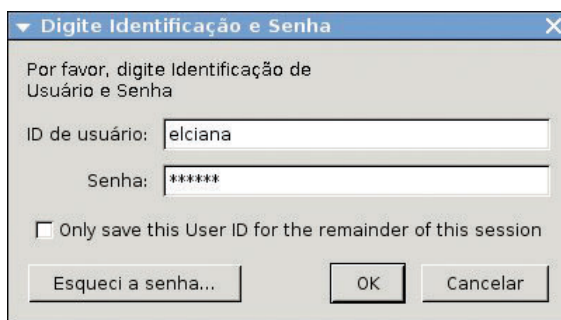 Digite Identificação e Senha
Por favor, digite Identificação de
Usuário e Senha
ID de usuário: elciana
Senha: ******
Only save this User ID for the remainder of this session
Esqueci a senha... OK Cancelar